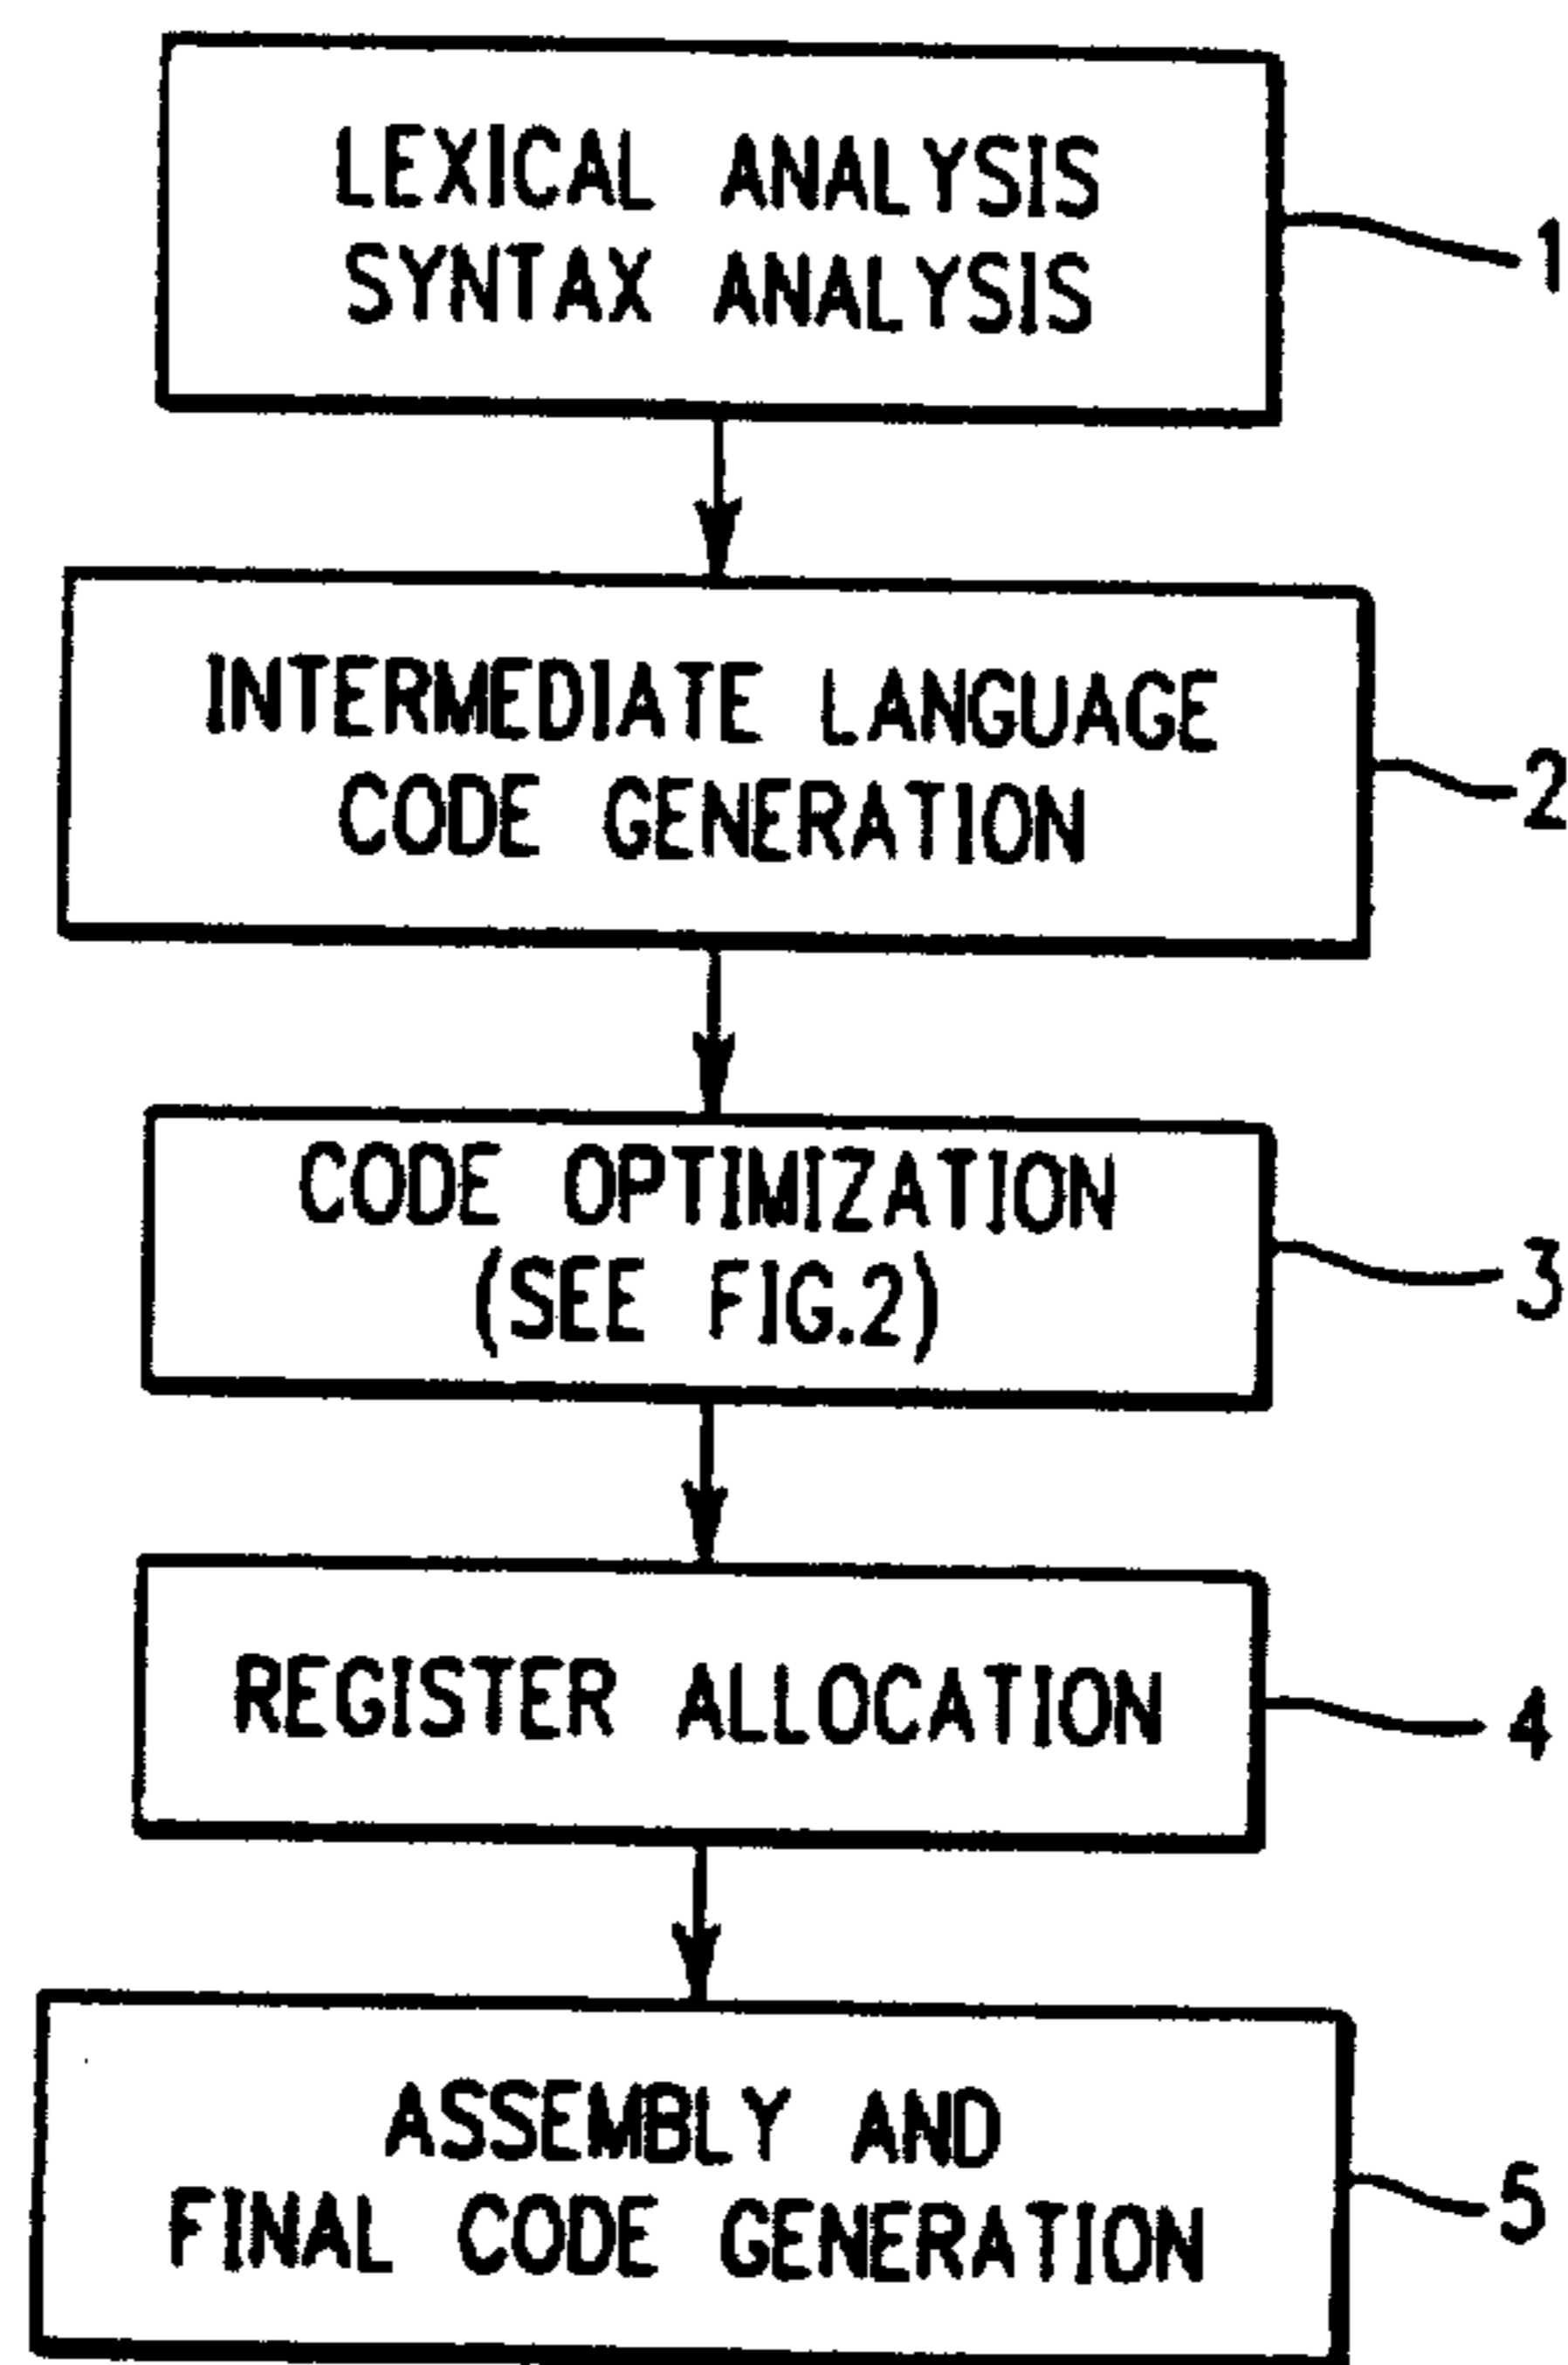 LEXICAL ANALYSIS
SYNTAX ANALYSIS
1
INTERMEDIATE LANGUAGE
CODE GENERATION
2
CODE OPTIMIZATION
(SEE FIG.2)
3
REGISTER ALLOCATION
4
ASSEMBLY AND
FINAL CODE GENERATION
5